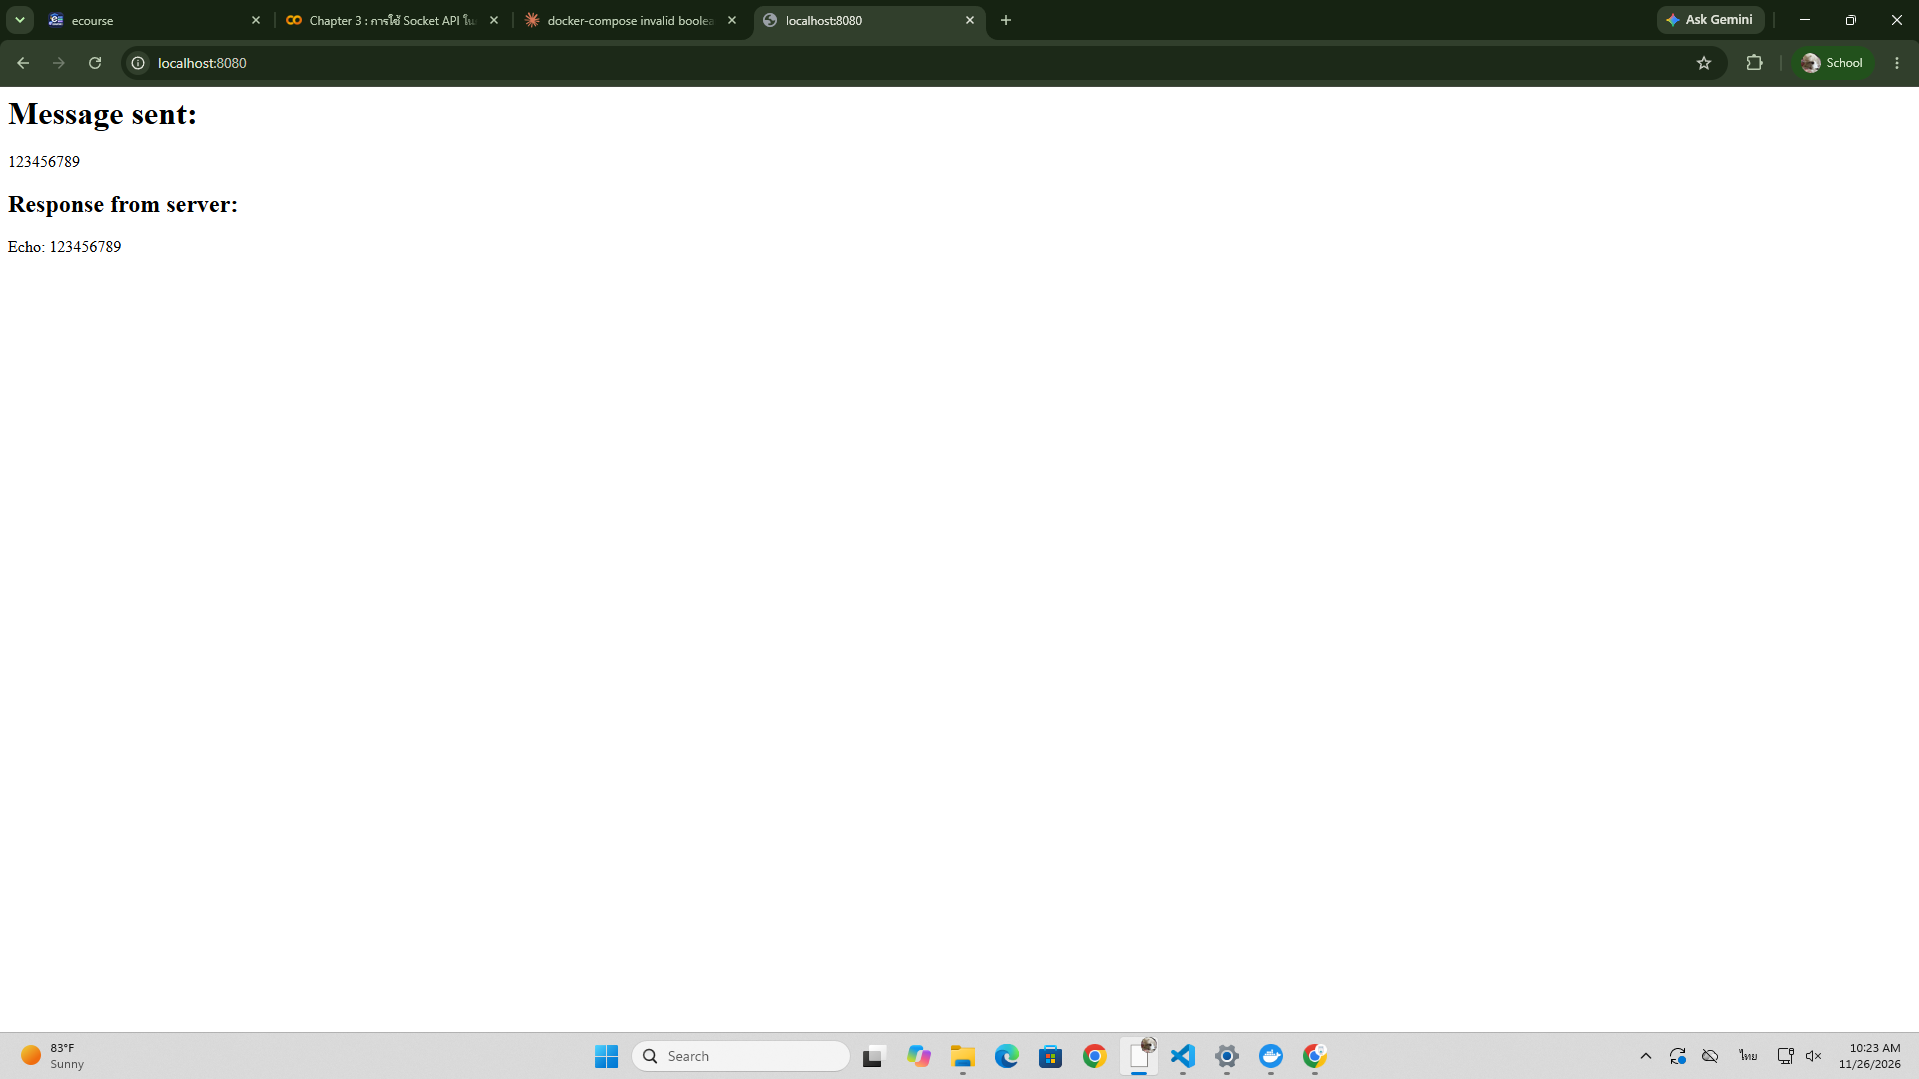 ecourse
Chapter 3 : การใช้ Socket API ใน
docker-compose invalid boolea
localhost:8080
Ask Gemini
localhost:8080
School
Message sent:
123456789
Response from server:
Echo: 123456789
83°F
Sunny
Search
ไทย
10:23 AM
11/26/2026